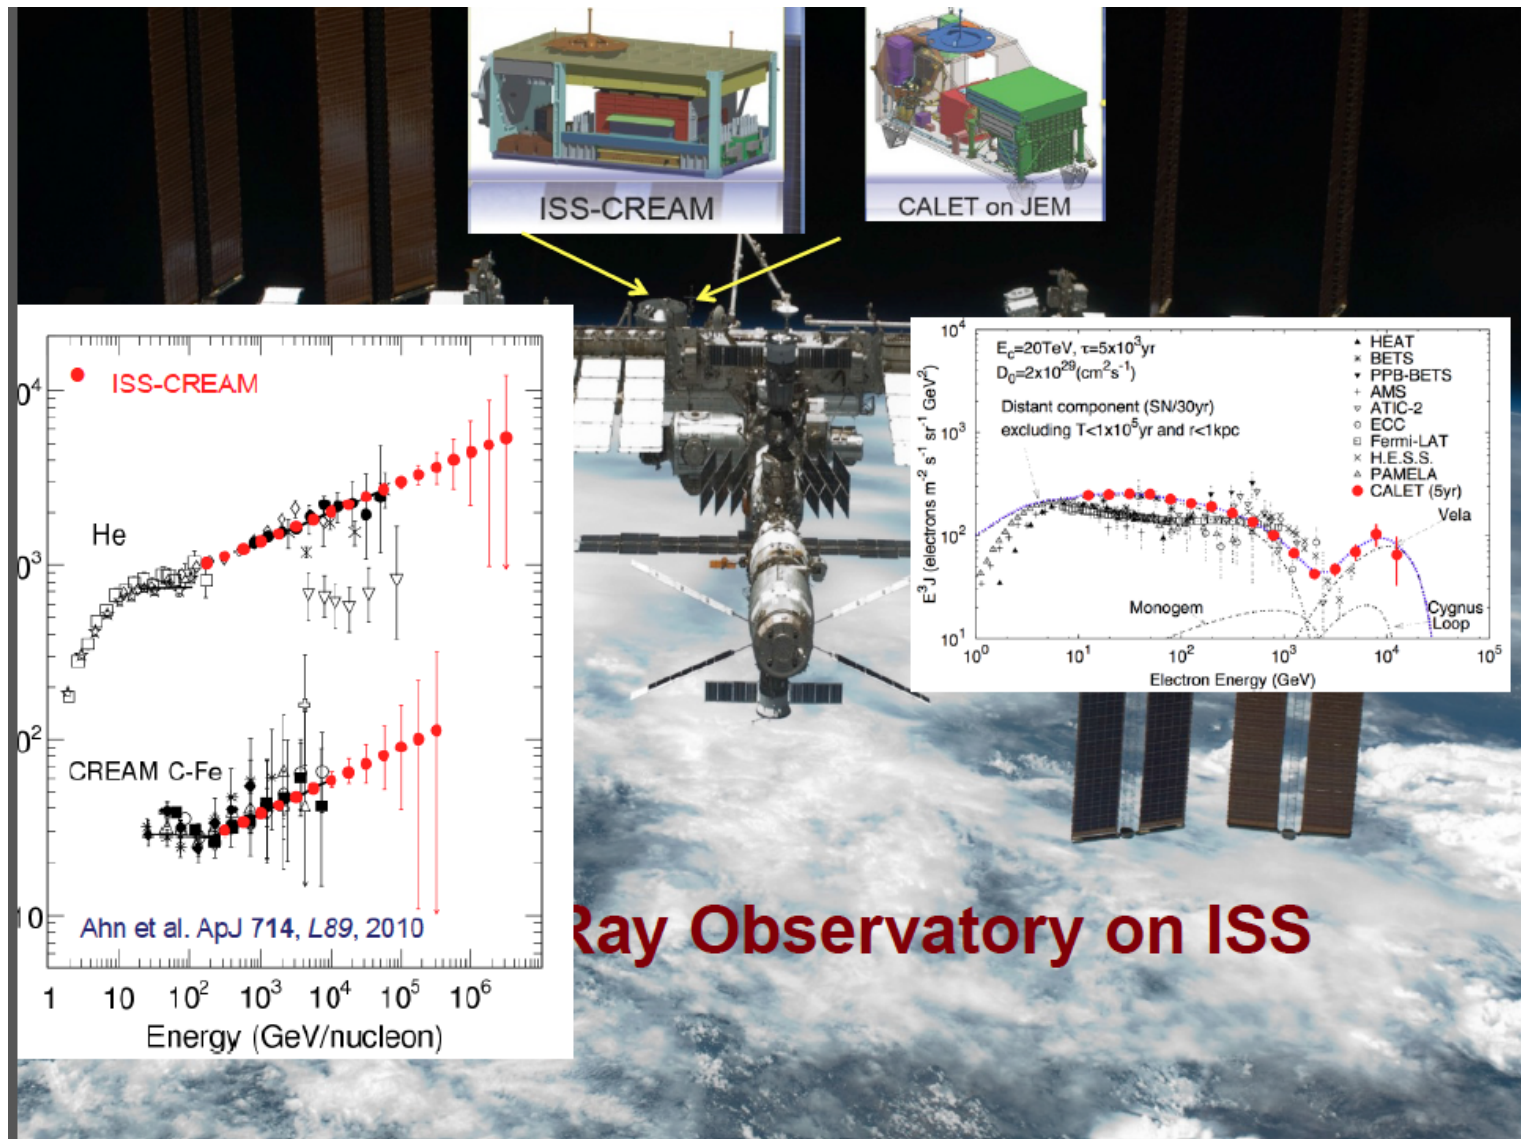 ISS-CREAM
CALET on JEM
ISS-CREAM
He
CREAM C-Fe
Ahn et al. ApJ 714, L89, 2010
10⁴
10³
10²
10
1 10 10² 10³ 10⁴ 10⁵ 10⁶
Energy (GeV/nucleon)
E_c=20TeV, τ=5x10³yr
D₀=2x10²⁹(cm²s⁻¹)
Distant component (SN/30yr)
excluding T<1x10⁵yr and r<1kpc
HEAT
BETS
PPB-BETS
AMS
ATIC-2
ECC
Fermi-LAT
H.E.S.S.
PAMELA
CALET (5yr)
Vela
Monogem
Cygnus
Loop
E³J (electrons m⁻² s⁻¹ sr⁻¹ GeV²)
10⁴
10³
10²
10¹
10⁰ 10¹ 10² 10³ 10⁴ 10⁵
Electron Energy (GeV)
Ray Observatory on ISS